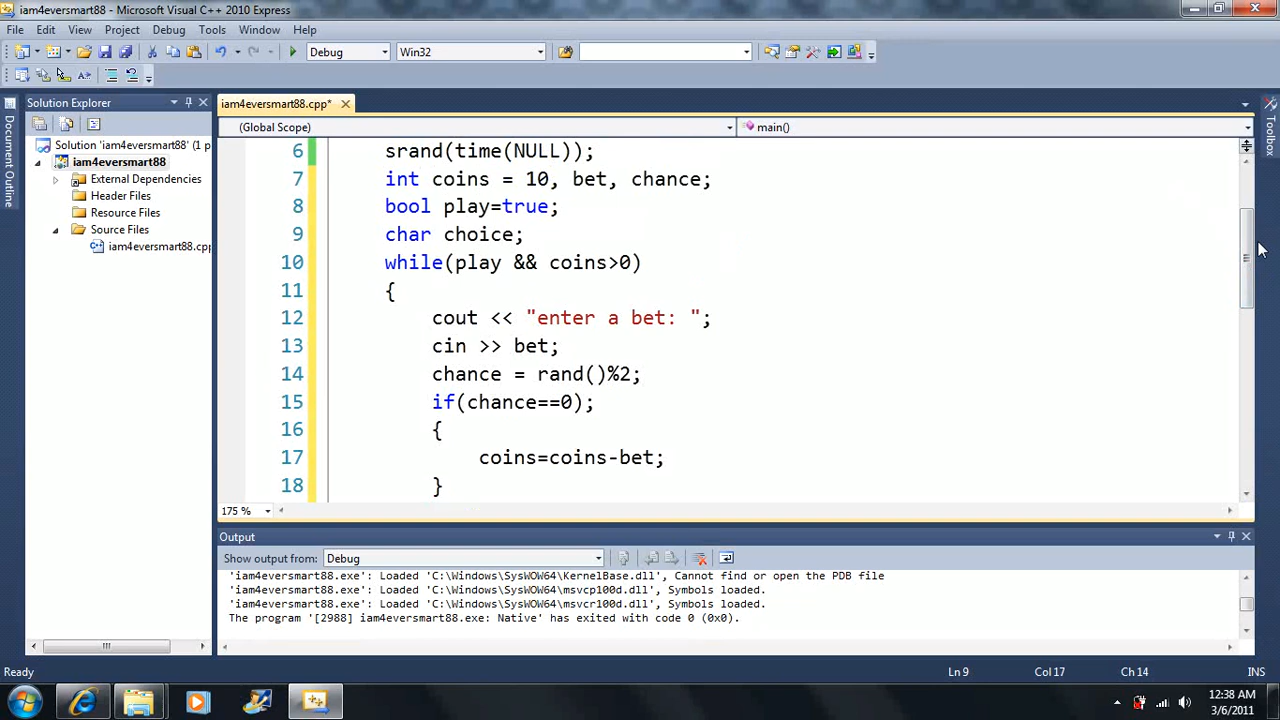 iam4eversmart88 - Microsoft Visual C++ 2010 Express
File Edit View Project Debug Tools Window Help
Debug Win32
Solution Explorer
iam4eversmart88.cpp*
(Global Scope) main()
Document Outline
Toolbox
Solution 'iam4eversmart88' (1 p
iam4eversmart88
External Dependencies
Header Files
Resource Files
Source Files
iam4eversmart88.cpp
6 srand(time(NULL));
7 int coins = 10, bet, chance;
8 bool play=true;
9 char choice;
10 while(play && coins>0)
11 {
12 cout << "enter a bet: ";
13 cin >> bet;
14 chance = rand()%2;
15 if(chance==0);
16 {
17 coins=coins-bet;
18 }
175 %
Output
Show output from: Debug
'iam4eversmart88.exe': Loaded 'C:\Windows\SysWOW64\KernelBase.dll', Cannot find or open the PDB file
'iam4eversmart88.exe': Loaded 'C:\Windows\SysWOW64\msvcp100d.dll', Symbols loaded.
'iam4eversmart88.exe': Loaded 'C:\Windows\SysWOW64\msvcr100d.dll', Symbols loaded.
The program '[2988] iam4eversmart88.exe: Native' has exited with code 0 (0x0).
Ready Ln 9 Col 17 Ch 14 INS
12:38 AM
3/6/2011